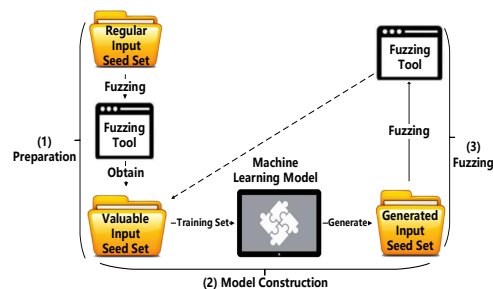 Regular
Input
Seed Set
Fuzzing
Fuzzing
Tool
Obtain
(1)
Preparation
Valuable
Input
Seed Set
Training Set
Machine
Learning Model
Generate
Generated
Input
Seed Set
Fuzzing
Fuzzing
Tool
(3)
Fuzzing
(2) Model Construction